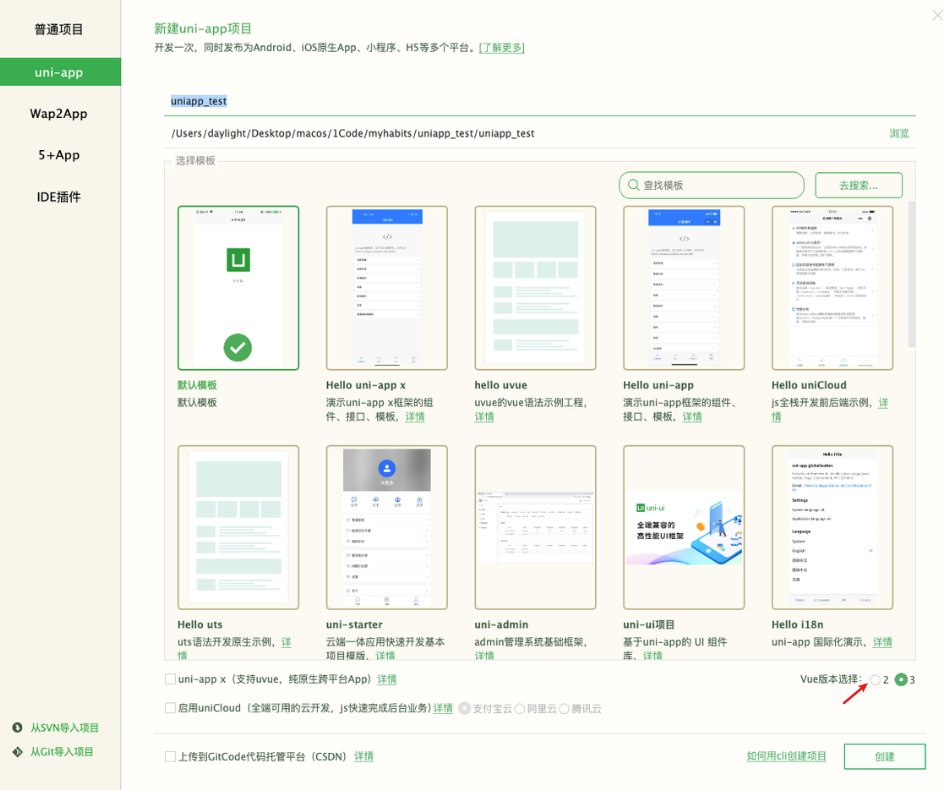 普通项目
uni-app
Wap2App
5+App
IDE插件
从SVN导入项目
从Git导入项目
新建uni-app项目
开发一次，同时发布为Android、iOS原生App、小程序、H5等多个平台。[了解更多]
uniapp_test
/Users/daylight/Desktop/macos/1Code/myhabits/uniapp_test/uniapp_test
浏览
选择模板
查找模板
去搜索...
默认模板
默认模板
Hello uni-app x
演示uni-app x框架的组
件、接口、模板，详情
hello uvue
uvue的vue语法示例工程，
详情
Hello uni-app
演示uni-app框架的组件、
接口、模板，详情
Hello uniCloud
js全栈开发前后端示例，详
情
uni-ui
全端兼容的
高性能UI框架
Hello i18n
Settings
Language
English
Hello uts
uts语法开发原生示例，详
情
uni-starter
云端一体应用快速开发基本
项目模版，详情
uni-admin
admin管理系统基础框架，
详情
uni-ui项目
基于uni-app的 UI 组件
库，详情
Hello i18n
uni-app 国际化演示，详情
uni-app x（支持uvue，纯原生跨平台App）详情
Vue版本选择： 2 3
启用uniCloud（全端可用的云开发，js快速完成后台业务）详情 支付宝云 阿里云 腾讯云
上传到GitCode代码托管平台（CSDN）详情
如何用cli创建项目
创建